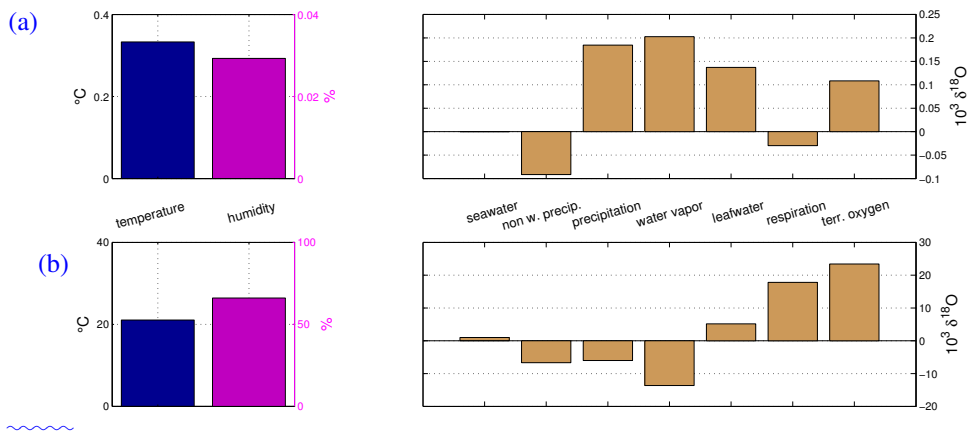 (a)
0.4
0.2
0
°C
0.04
0.02
0
%
0.25
0.2
0.15
0.1
0.05
0
−0.05
−0.1
10³ δ¹⁸O
temperature
humidity
seawater
non w. precip.
precipitation
water vapor
leafwater
respiration
terr. oxygen
(b)
40
20
0
°C
100
50
0
%
30
20
10
0
−10
−20
10³ δ¹⁸O